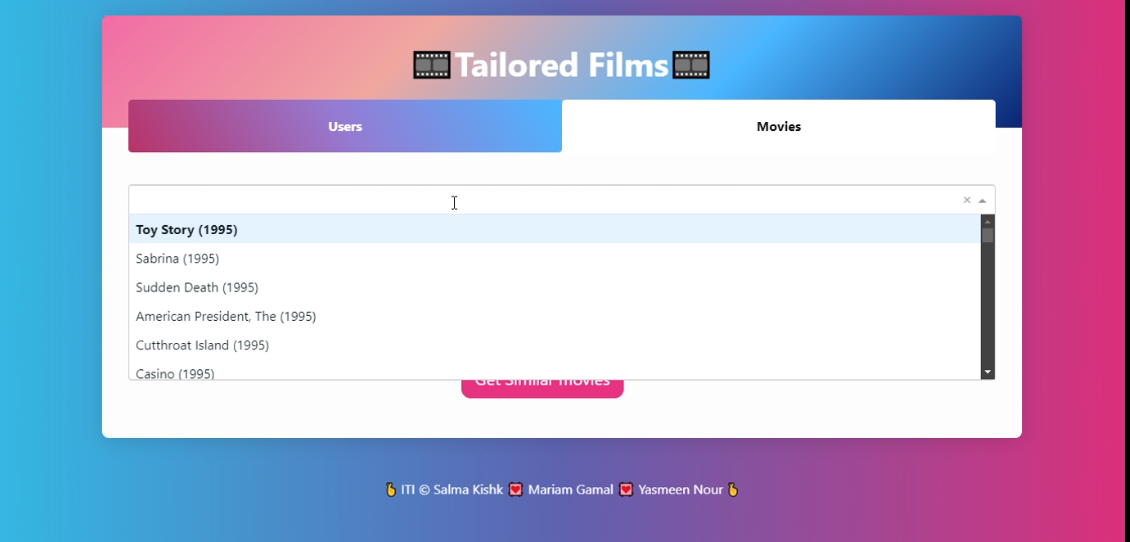 Tailored Films
Users
Movies
Toy Story (1995)
Sabrina (1995)
Sudden Death (1995)
American President, The (1995)
Cutthroat Island (1995)
Casino (1995)
Get Similar movies
ITI © Salma Kishk 💟 Mariam Gamal 💟 Yasmeen Nour